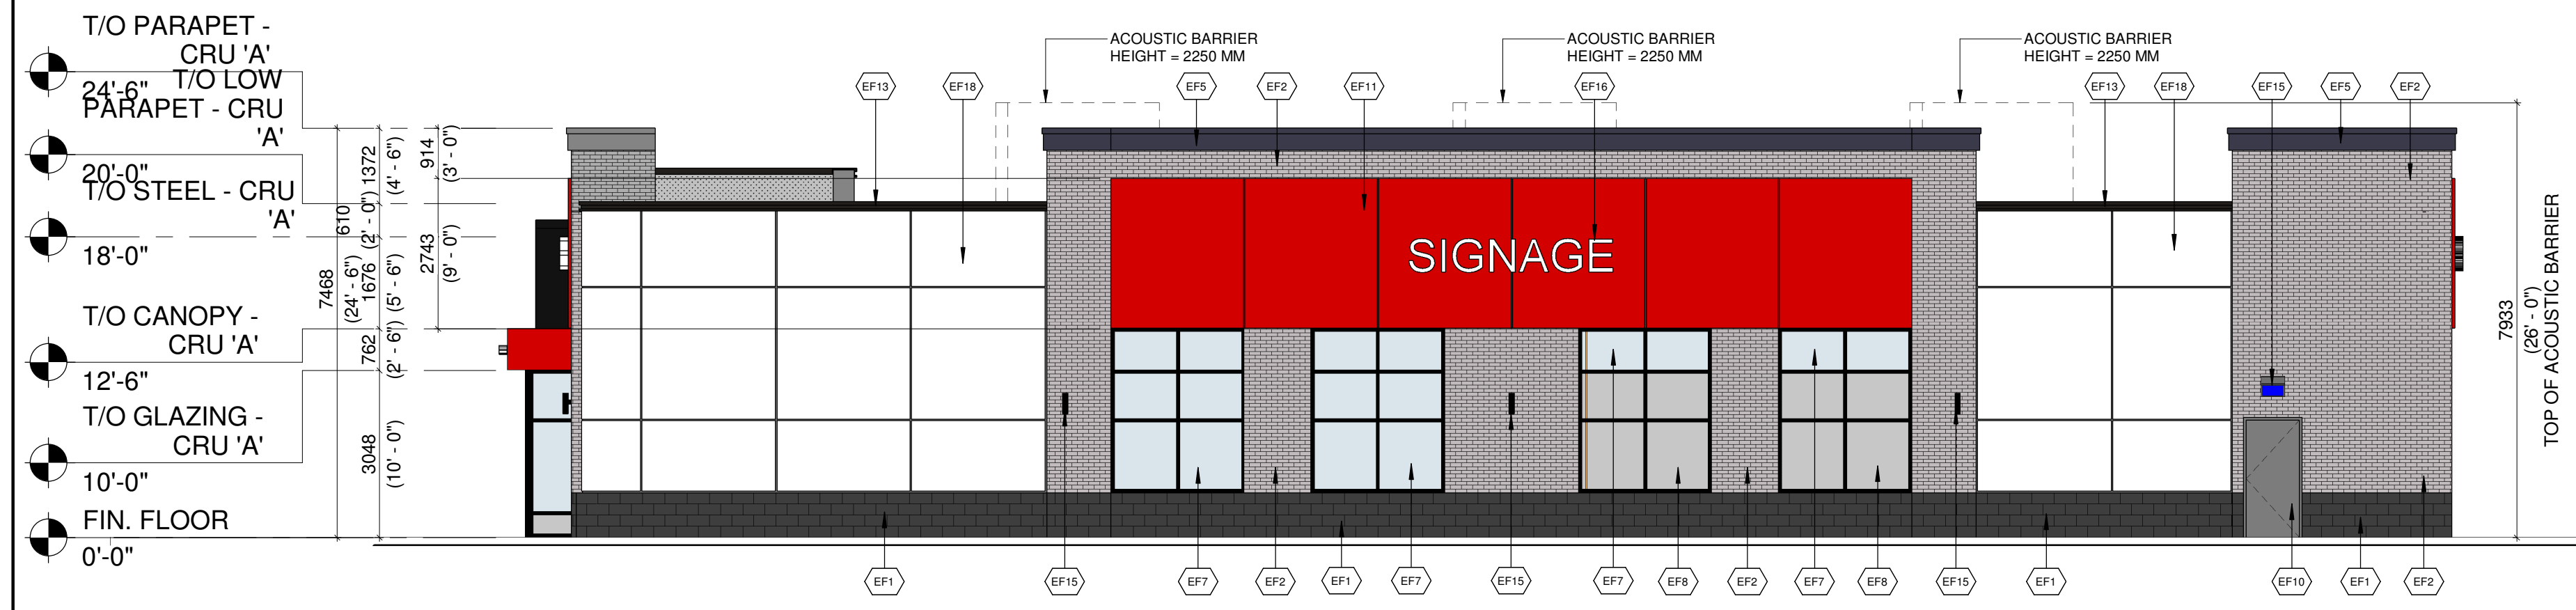 T/O PARAPET -
CRU 'A'
24'-6"
T/O LOW
PARAPET - CRU
'A'
20'-0"
T/O STEEL - CRU
'A'
18'-0"
T/O CANOPY -
CRU 'A'
12'-6"
T/O GLAZING -
CRU 'A'
10'-0"
FIN. FLOOR
0'-0"
7468
(24' - 6")
610
(2' - 0")
1372
(4' - 6")
1676
(5' - 6")
762
(2' - 6")
3048
(10' - 0")
914
(3' - 0")
2743
(9' - 0")
ACOUSTIC BARRIER
HEIGHT = 2250 MM
ACOUSTIC BARRIER
HEIGHT = 2250 MM
ACOUSTIC BARRIER
HEIGHT = 2250 MM
EF13
EF18
EF5
EF2
EF11
EF16
EF13
EF18
EF15
EF5
EF2
SIGNAGE
7933
(26' - 0")
TOP OF ACOUSTIC BARRIER
EF1
EF15
EF7
EF2
EF1
EF7
EF15
EF7
EF8
EF2
EF7
EF8
EF15
EF1
EF10
EF1
EF2